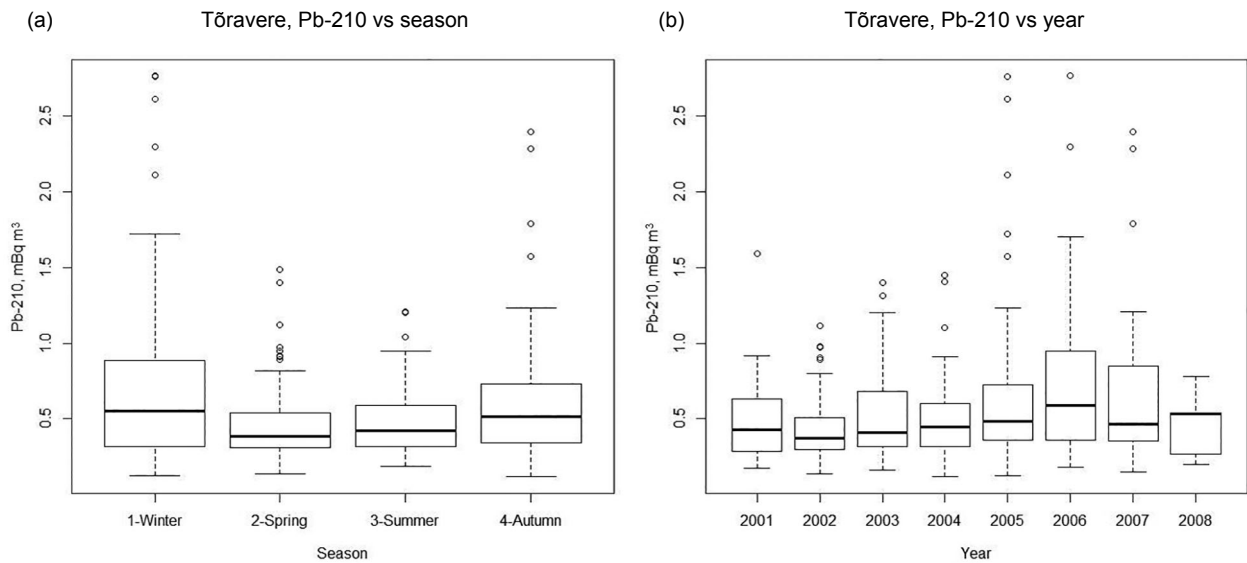 (a) Tõravere, Pb-210 vs season
Pb-210, mBq m³
2.5
2.0
1.5
1.0
0.5
1-Winter 2-Spring 3-Summer 4-Autumn
Season
(b) Tõravere, Pb-210 vs year
Pb-210, mBq m³
2.5
2.0
1.5
1.0
0.5
2001 2002 2003 2004 2005 2006 2007 2008
Year